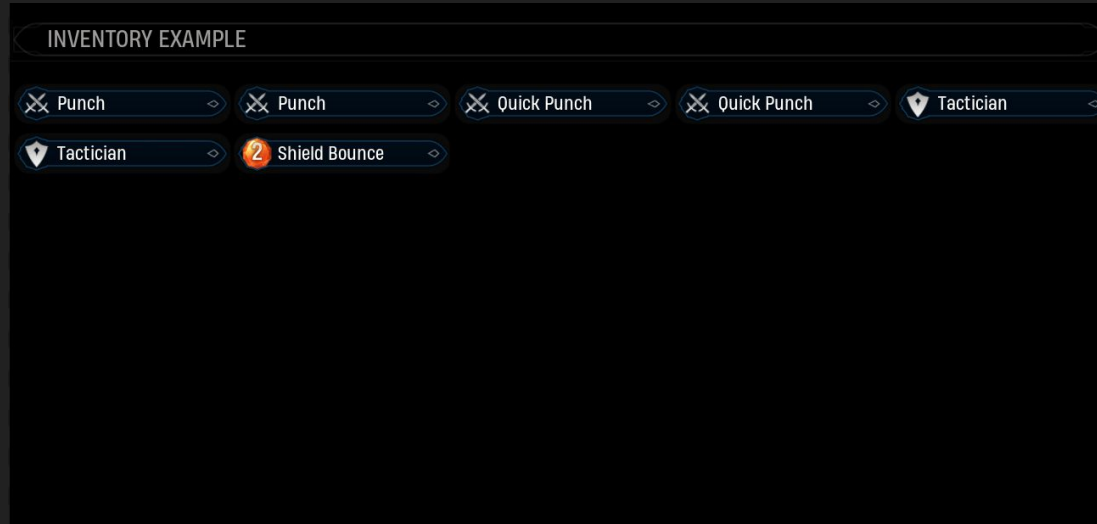 INVENTORY EXAMPLE
Punch Punch Quick Punch Quick Punch Tactician
Tactician 2 Shield Bounce